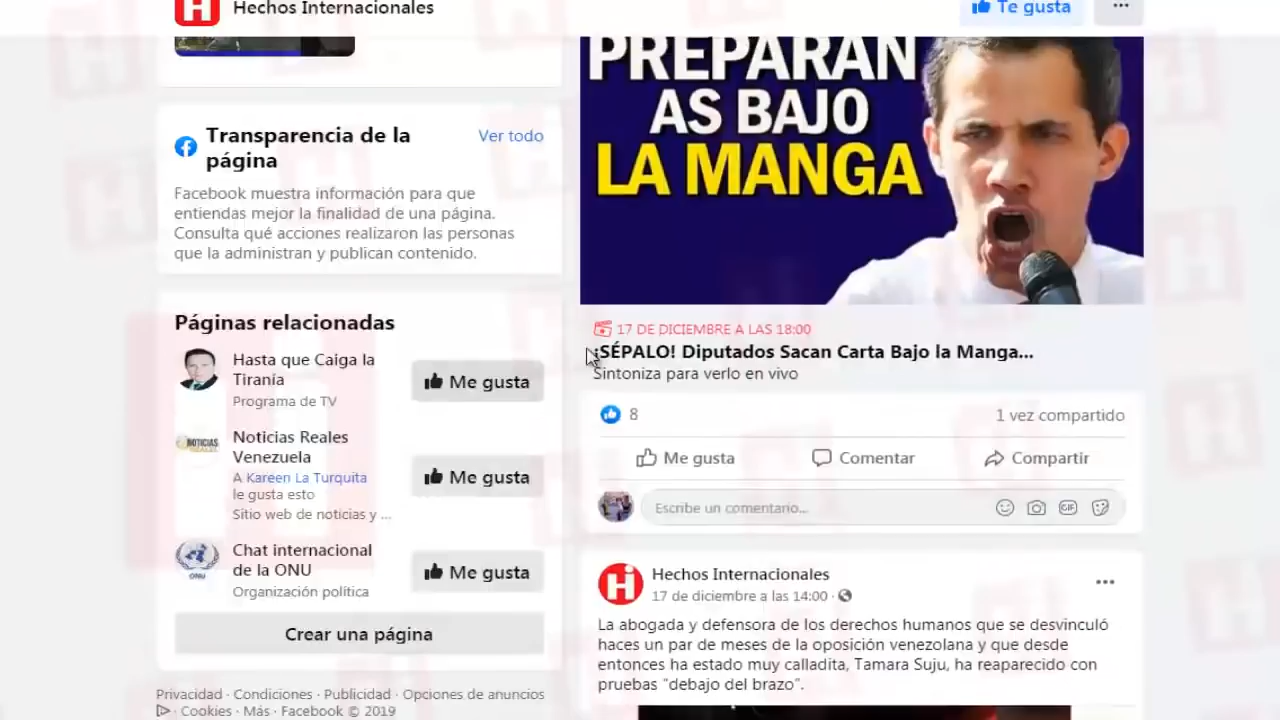 Hechos Internacionales
Te gusta
Transparencia de la
página
Ver todo
Facebook muestra información para que
entiendas mejor la finalidad de una página.
Consulta qué acciones realizaron las personas
que la administran y publican contenido.
Páginas relacionadas
Hasta que Caiga la
Tiranía
Programa de TV
Me gusta
NOTICIAS
Noticias Reales
Venezuela
A Kareen La Turquita
le gusta esto
Sitio web de noticias y ...
Me gusta
ONU
Chat internacional
de la ONU
Organización política
Me gusta
Crear una página
Privacidad · Condiciones · Publicidad · Opciones de anuncios
· Cookies · Más · Facebook © 2019
PREPARAN
AS BAJO
LA MANGA
17 DE DICIEMBRE A LAS 18:00
¡SÉPALO! Diputados Sacan Carta Bajo la Manga...
Sintoniza para verlo en vivo
8
1 vez compartido
Me gusta
Comentar
Compartir
Escribe un comentario...
GIF
Hechos Internacionales
17 de diciembre a las 14:00 ·
La abogada y defensora de los derechos humanos que se desvinculó
haces un par de meses de la oposición venezolana y que desde
entonces ha estado muy calladita, Tamara Suju, ha reaparecido con
pruebas "debajo del brazo".